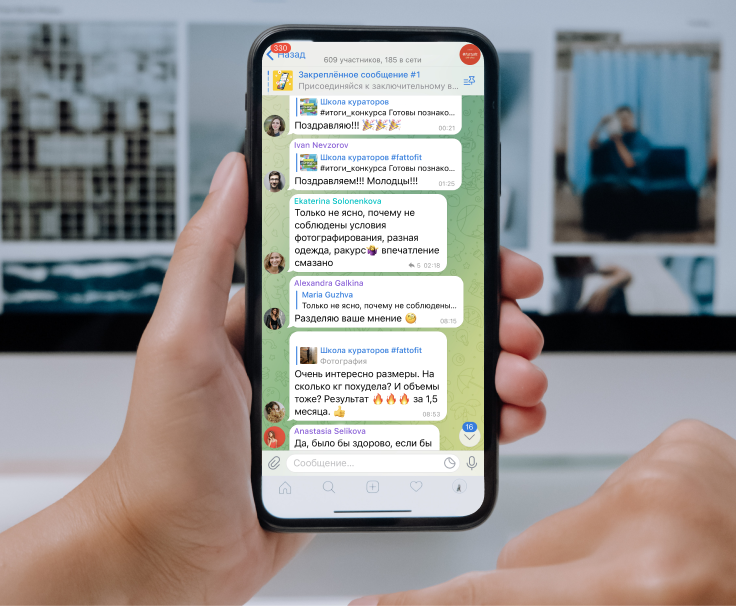 330
Назад
609 участников, 185 в сети
Закреплённое сообщение #1
Присоединяйся к заключительному в...
Школа кураторов
#итоги_конкурса Готовы познако...
Поздравляю!!! 🎉🎉🎉
00:21
Ivan Nevzorov
Школа кураторов #fattofit
#итоги_конкурса Готовы познако...
Поздравляем!!! Молодцы!!!
01:25
Ekaterina Solonenkova
Только не ясно, почему не
соблюдены условия
фотографирования, разная
одежда, ракурс🤷‍♀️ впечатление
смазано
5 02:18
Alexandra Galkina
Maria Guzhva
Только не ясно, почему не соблюдены...
Разделяю ваше мнение 🧐
08:15
Школа кураторов #fattofit
Фотография
Очень интересно размеры. На
сколько кг похудела? И объемы
тоже? Результат 🔥🔥🔥 за 1,5
месяца. 👍
08:53
16
Anastasia Selikova
Да, было бы здорово, если бы
Сообщение...